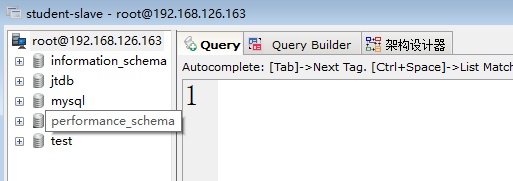 student-slave - root@192.168.126.163
root@192.168.126.163
information_schema
jtdb
mysql
performance_schema
test
Query
Query Builder
架构设计器
Autocomplete: [Tab]->Next Tag. [Ctrl+Space]->List Match
1